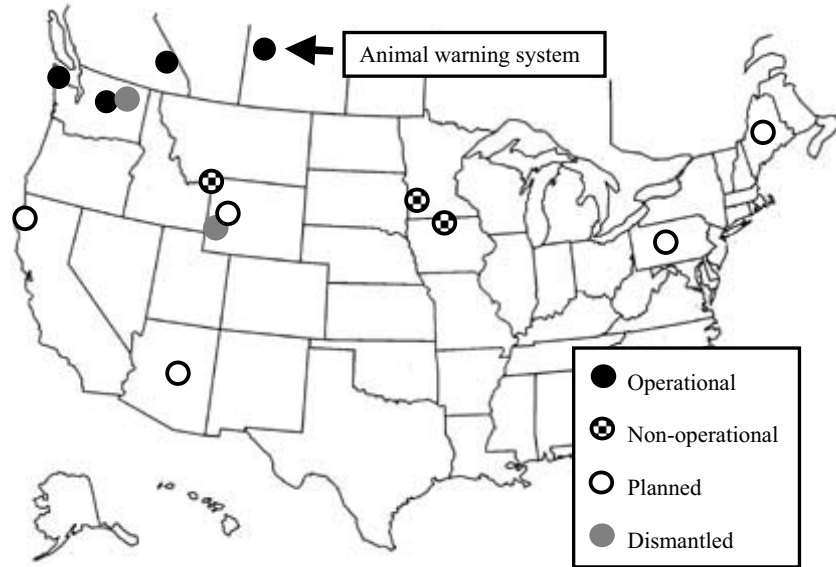 Animal warning system
Operational
Non-operational
Planned
Dismantled